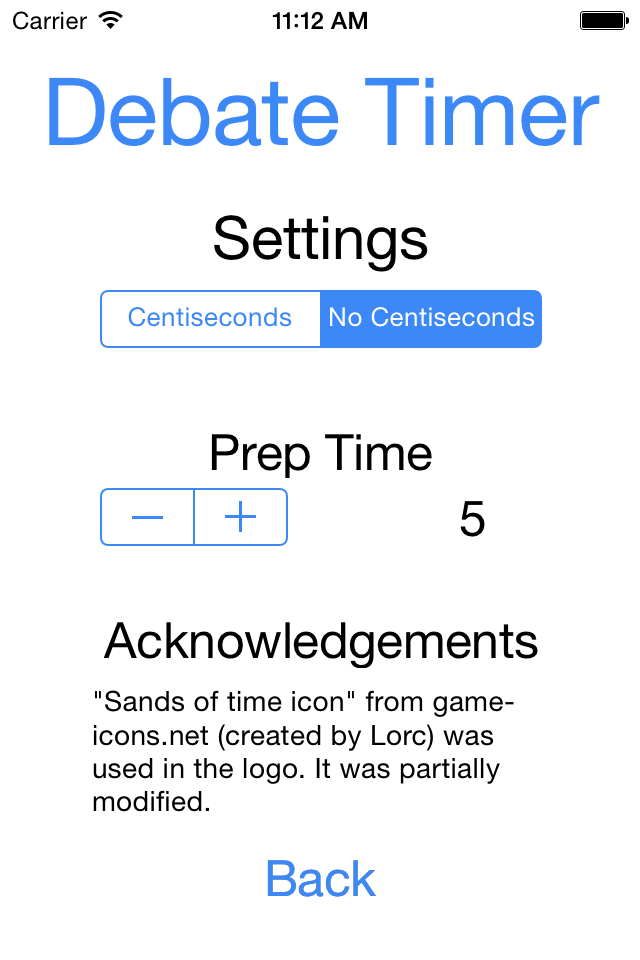 Carrier 11:12 AM
Debate Timer
Settings
Centiseconds No Centiseconds
Prep Time
− + 5
Acknowledgements
"Sands of time icon" from game-
icons.net (created by Lorc) was
used in the logo. It was partially
modified.
Back